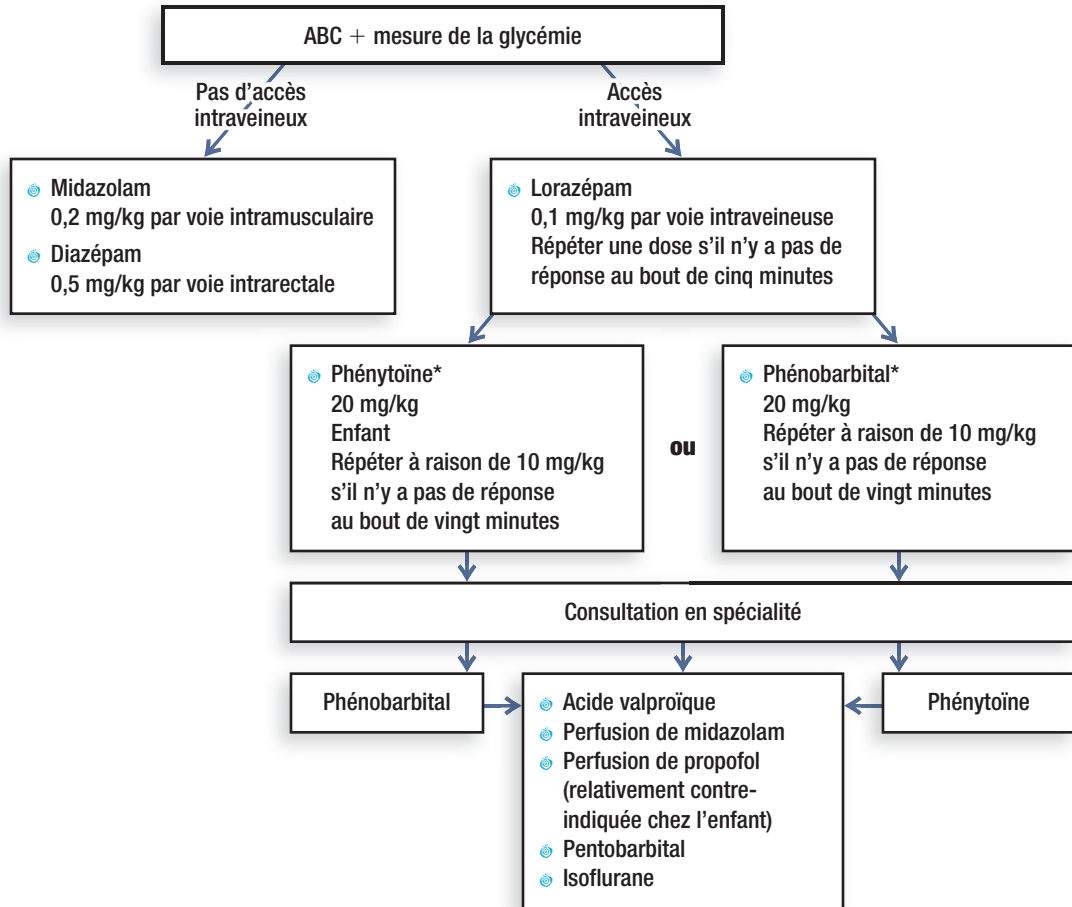 ABC + mesure de la glycémie
Pas d'accès
intraveineux
Accès
intraveineux
Midazolam
0,2 mg/kg par voie intramusculaire
Diazépam
0,5 mg/kg par voie intrarectale
Lorazépam
0,1 mg/kg par voie intraveineuse
Répéter une dose s'il n'y a pas de
réponse au bout de cinq minutes
Phénytoïne*
20 mg/kg
Enfant
Répéter à raison de 10 mg/kg
s'il n'y a pas de réponse
au bout de vingt minutes
ou
Phénobarbital*
20 mg/kg
Répéter à raison de 10 mg/kg
s'il n'y a pas de réponse
au bout de vingt minutes
Consultation en spécialité
Phénobarbital
Acide valproïque
Perfusion de midazolam
Perfusion de propofol
(relativement contre-
indiquée chez l'enfant)
Pentobarbital
Isoflurane
Phénytoïne